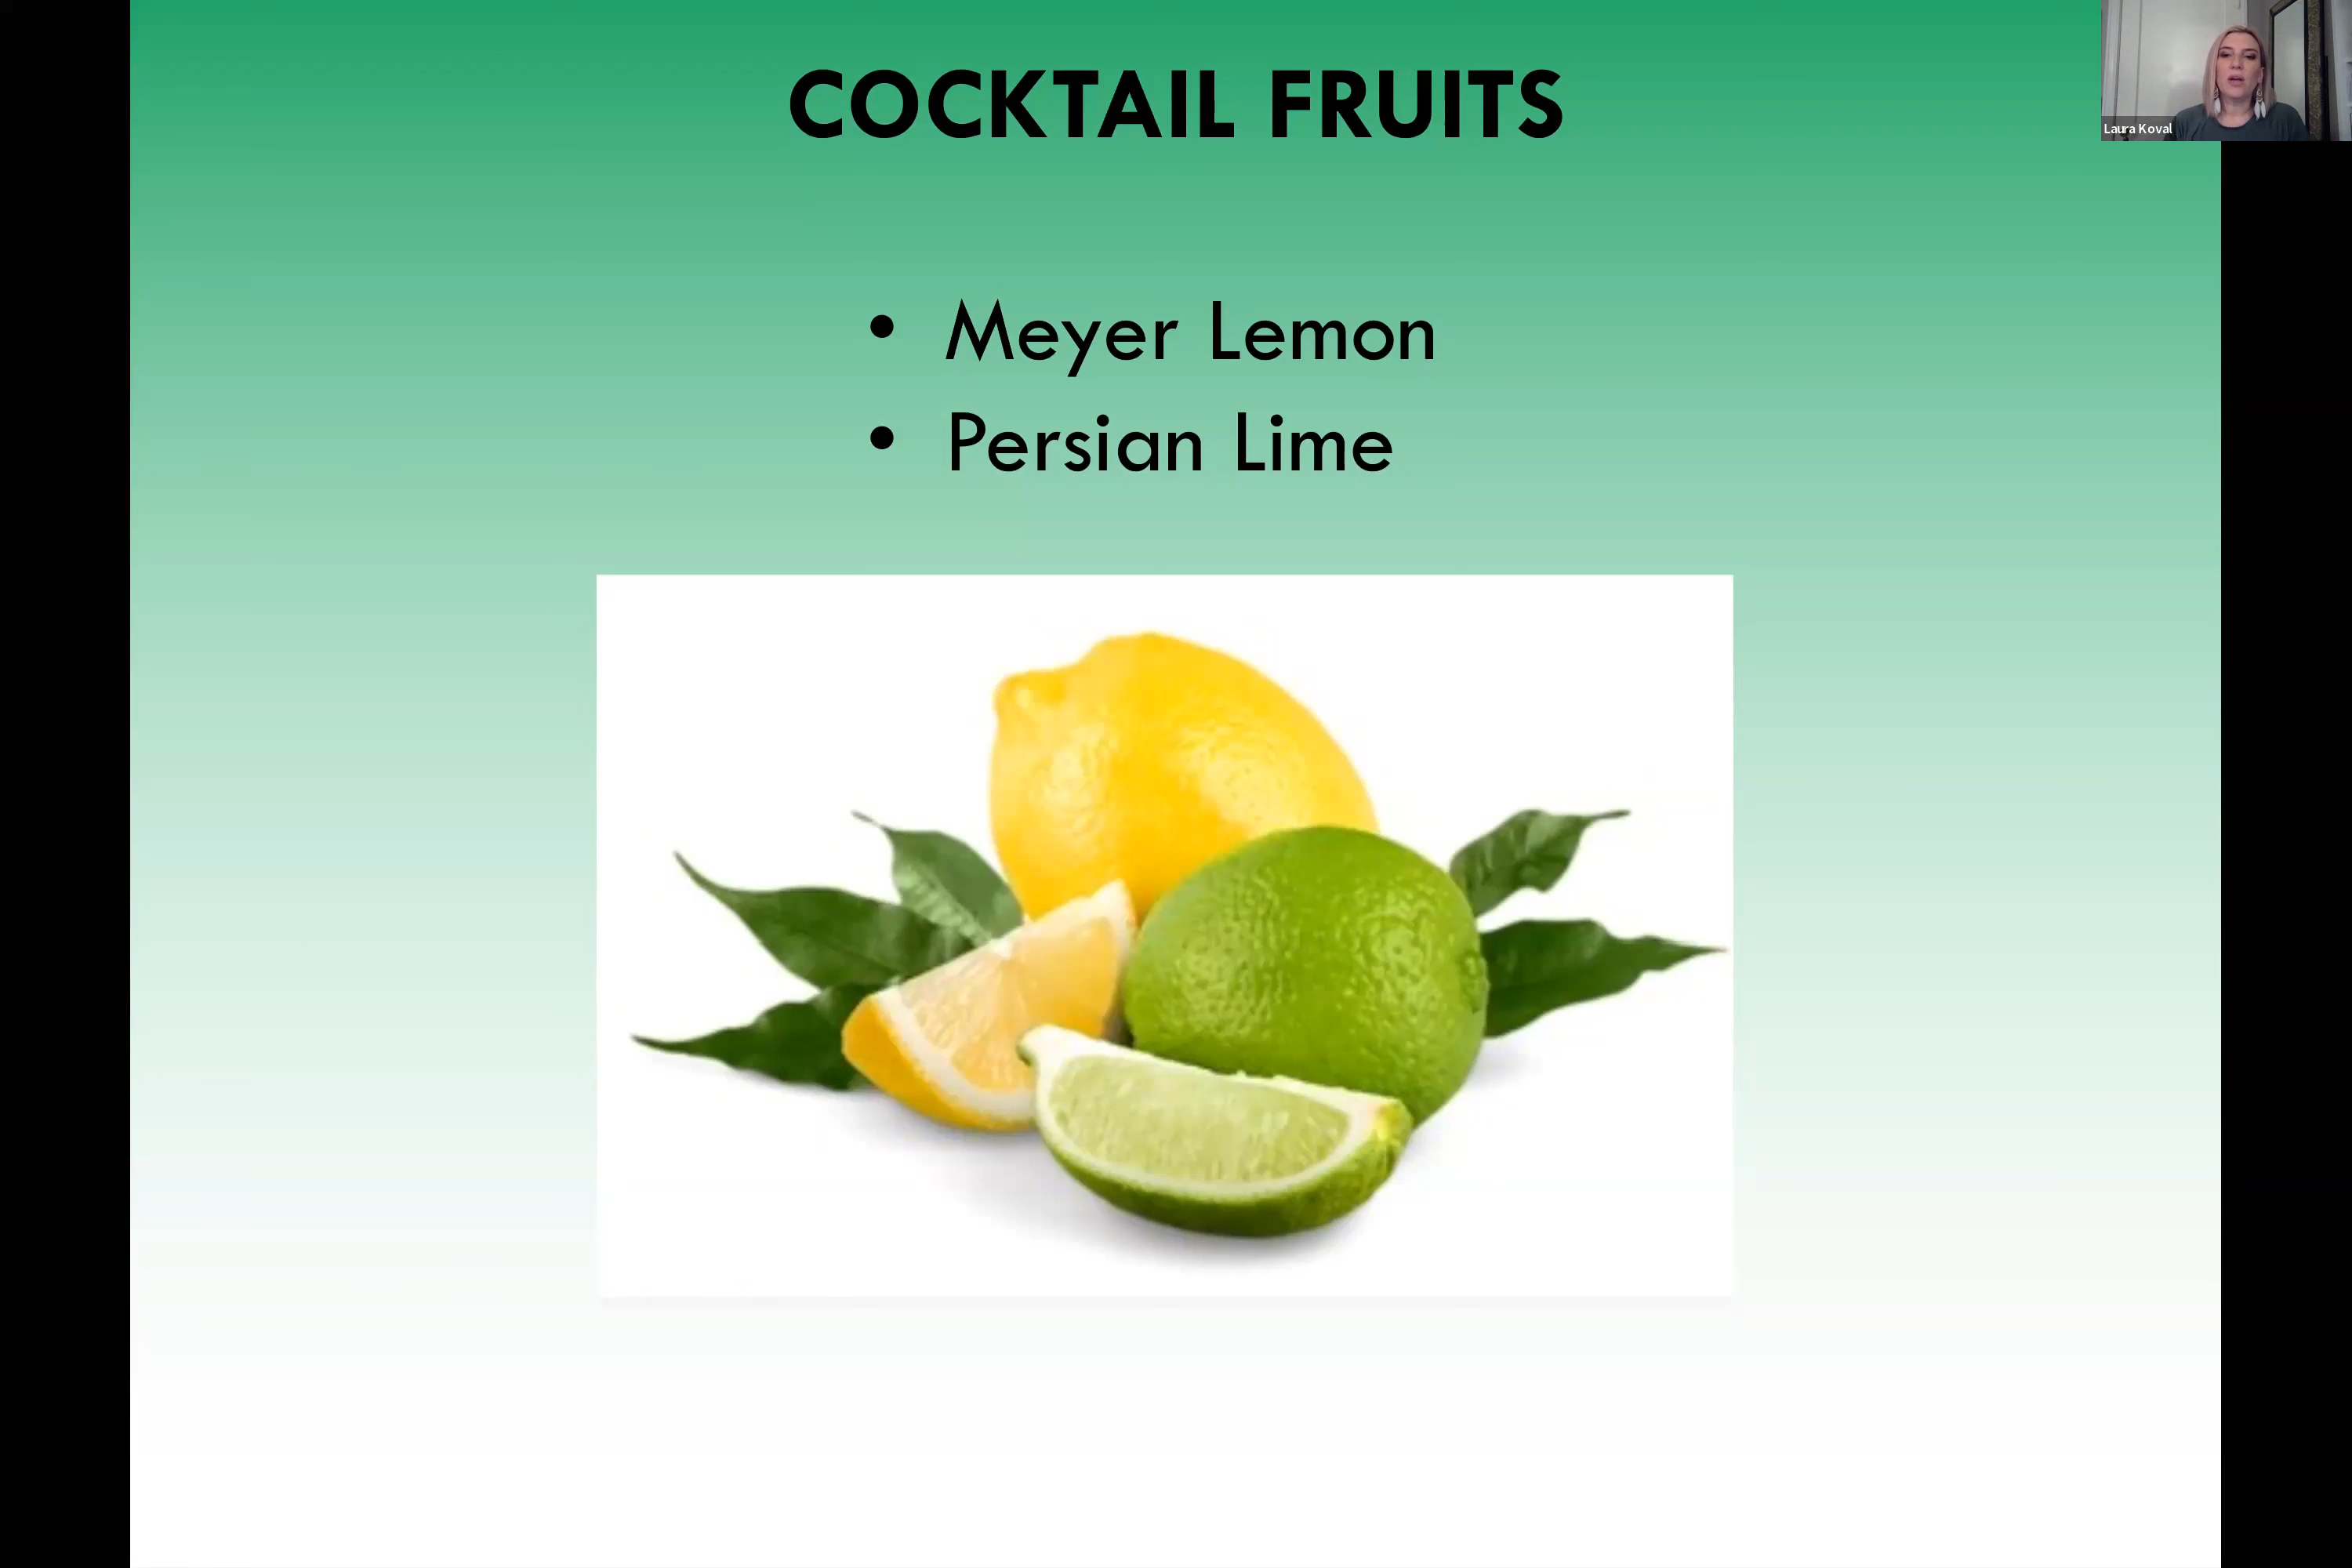 COCKTAIL FRUITS
Laura Koval
• Meyer Lemon
• Persian Lime